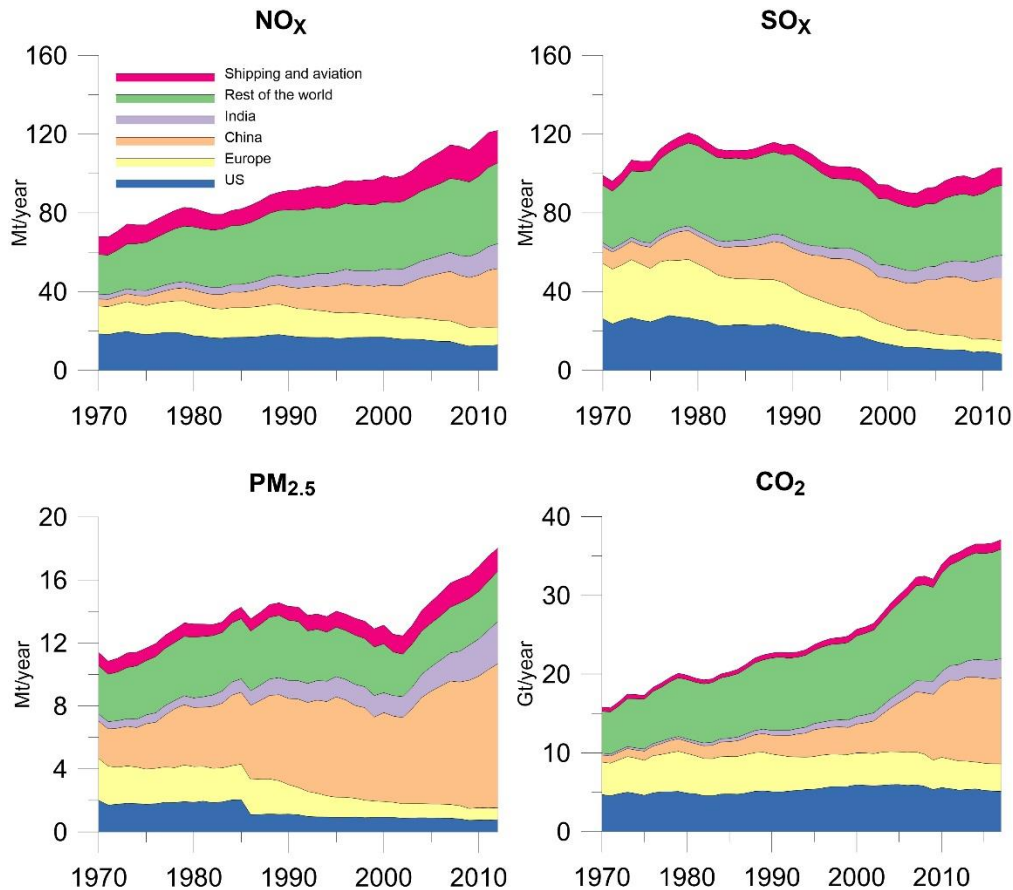 NOX
160
120
80
40
0
Mt/year
1970 1980 1990 2000 2010
Shipping and aviation
Rest of the world
India
China
Europe
US
SOX
160
120
80
40
0
Mt/year
1970 1980 1990 2000 2010
PM2.5
20
16
12
8
4
0
Mt/year
1970 1980 1990 2000 2010
CO2
40
30
20
10
0
Gt/year
1970 1980 1990 2000 2010